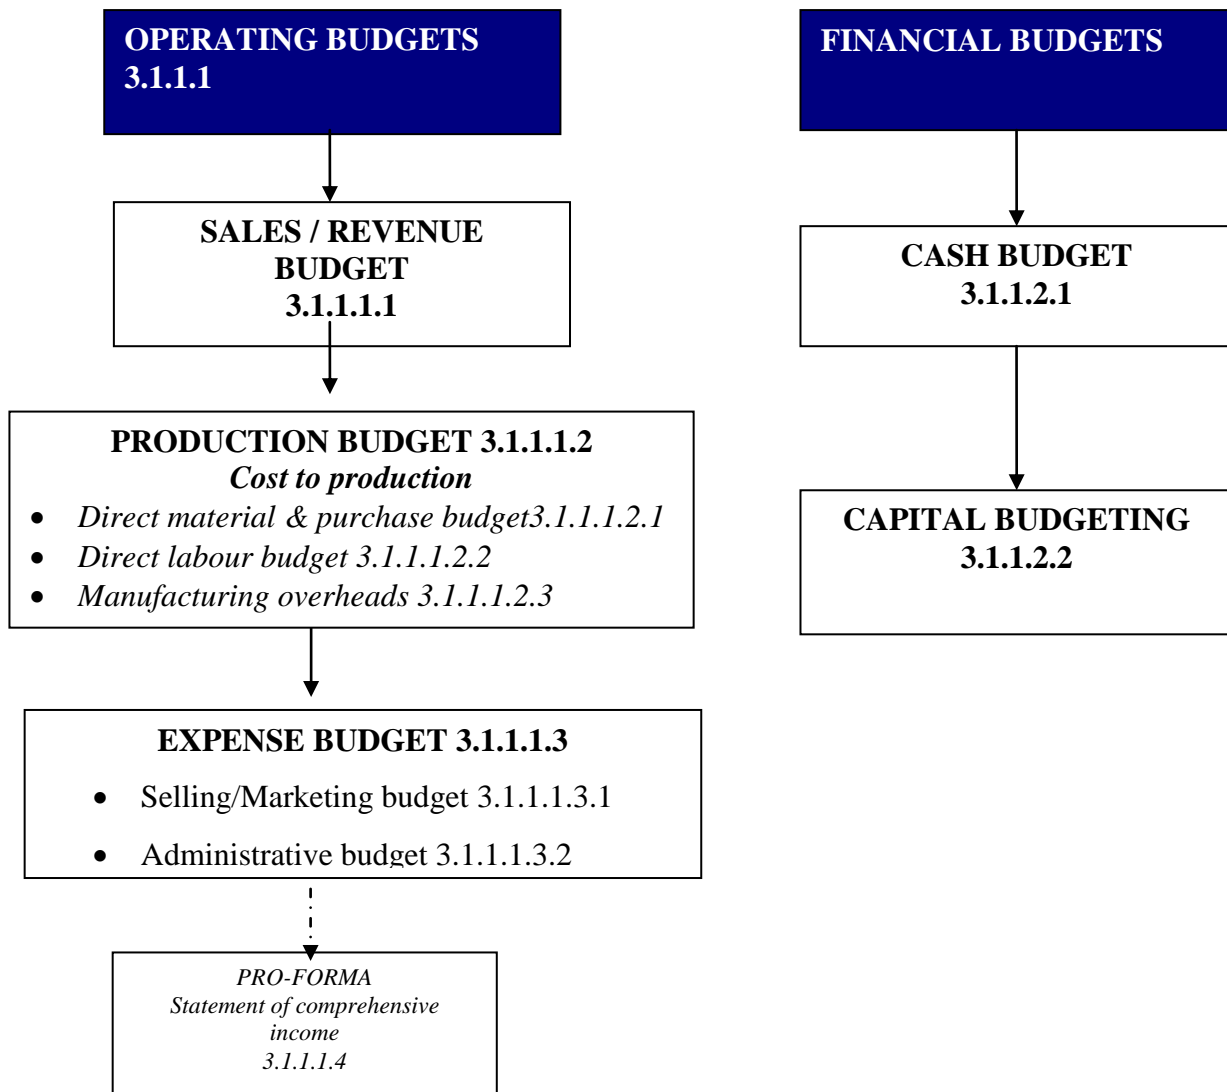 OPERATING BUDGETS
3.1.1.1
SALES / REVENUE
BUDGET
3.1.1.1.1
PRODUCTION BUDGET 3.1.1.1.2
Cost to production
• Direct material & purchase budget3.1.1.1.2.1
• Direct labour budget 3.1.1.1.2.2
• Manufacturing overheads 3.1.1.1.2.3
EXPENSE BUDGET 3.1.1.1.3
• Selling/Marketing budget 3.1.1.1.3.1
• Administrative budget 3.1.1.1.3.2
PRO-FORMA
Statement of comprehensive
income
3.1.1.1.4
FINANCIAL BUDGETS
CASH BUDGET
3.1.1.2.1
CAPITAL BUDGETING
3.1.1.2.2